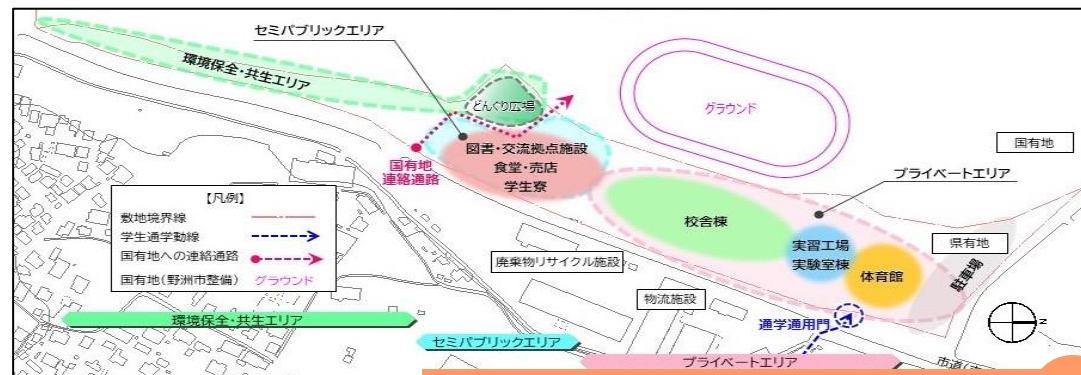 セミパブリックエリア
環境保全・共生エリア
どんぐり広場
グラウンド
国有地
国有地
連絡通路
図書・交流拠点施設
食堂・売店
学生寮
プライベートエリア
【凡例】
敷地境界線
学生通学動線
国有地への連絡通路
国有地(野洲市整備) グラウンド
校舎棟
実習工場
実験室棟
体育館
県有地
駐車場
廃棄物リサイクル施設
物流施設
通学通用門
N
環境保全・共生エリア
セミパブリックエリア
プライベートエリア
市道